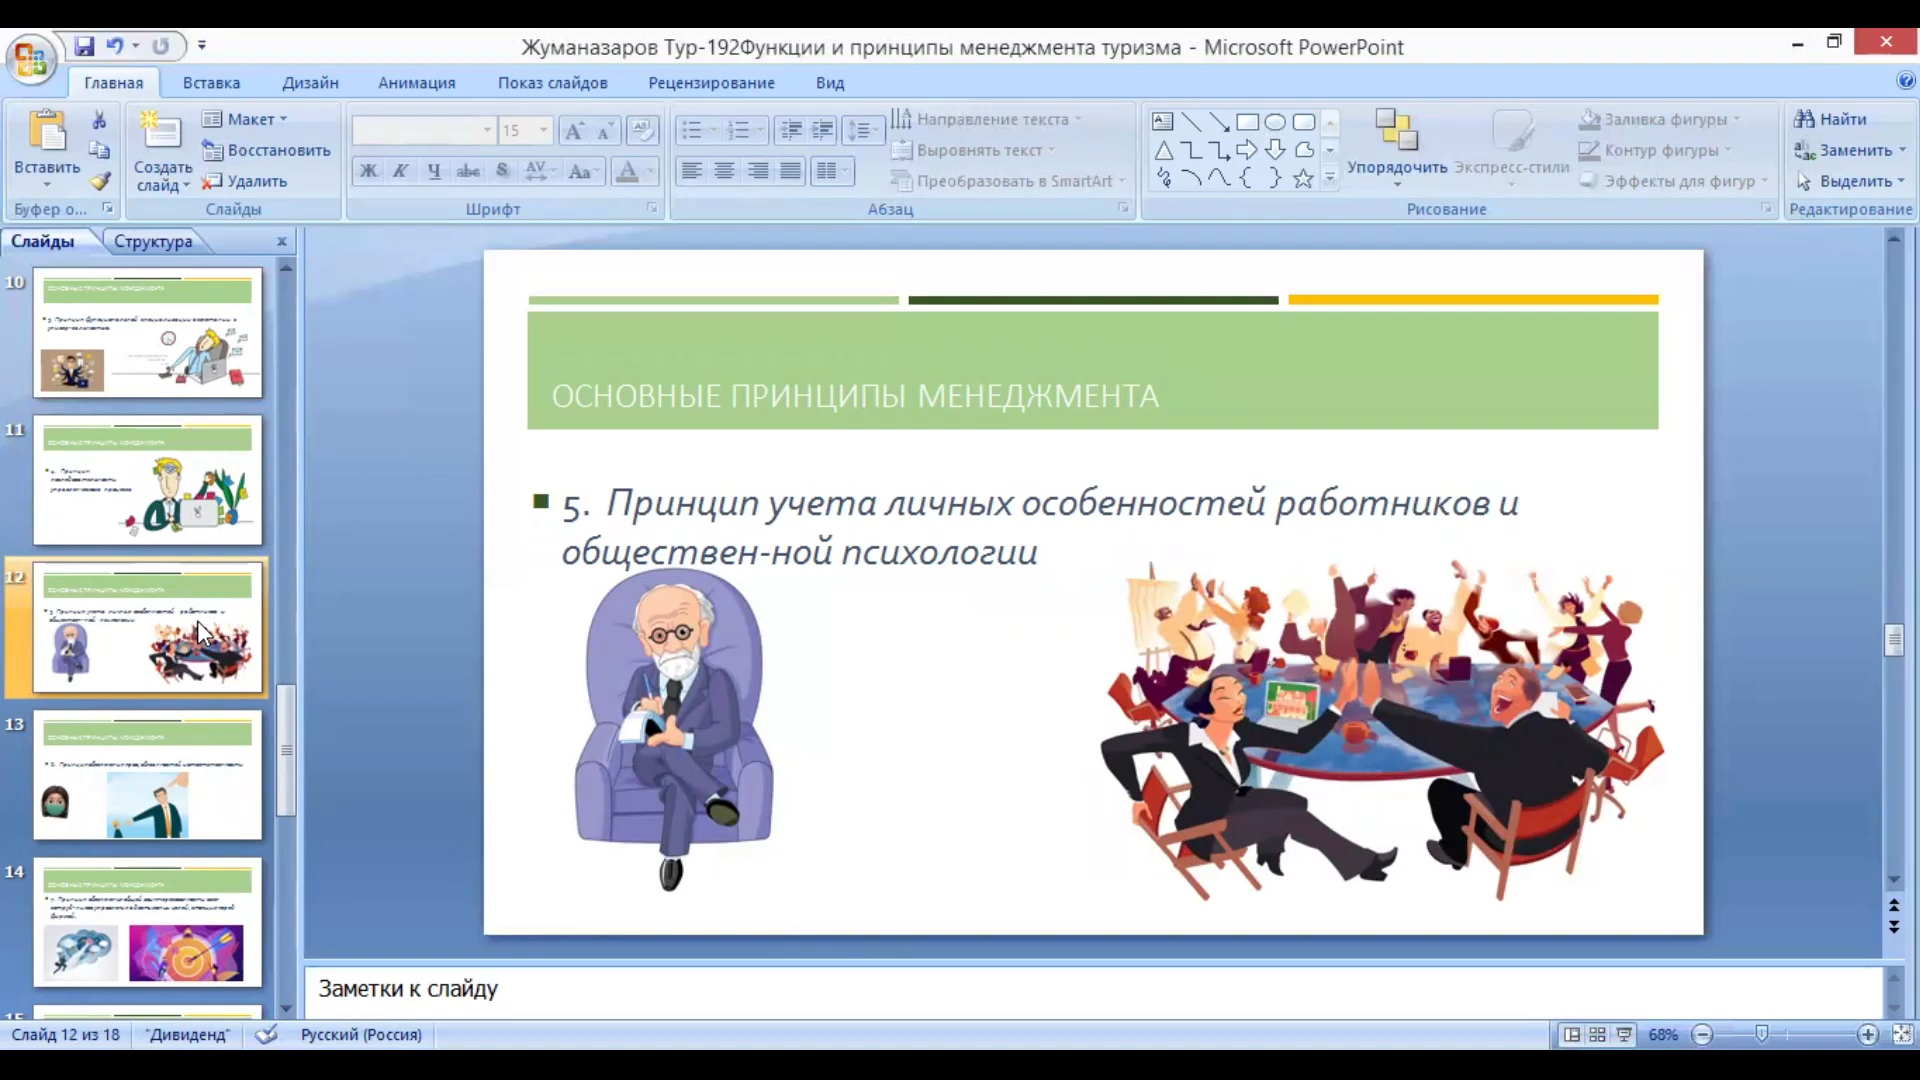 Жуманазаров Тур-192Функции и принципы менеджмента туризма - Microsoft PowerPoint
Главная Вставка Дизайн Анимация Показ слайдов Рецензирование Вид
Вставить
Буфер о...
Создать слайд
Макет
Восстановить
Удалить
Слайды
15
Ж К Ч abc S AV Aa A
Шрифт
Направление текста
Выровнять текст
Преобразовать в SmartArt
Абзац
Упорядочить
Экспресс-стили
Заливка фигуры
Контур фигуры
Эффекты для фигур
Рисование
Найти
Заменить
Выделить
Редактирование
Слайды Структура
10
11
12
13
14
15
ОСНОВНЫЕ ПРИНЦИПЫ МЕНЕДЖМЕНТА
5. Принцип учета личных особенностей работников и
обществен-ной психологии
Заметки к слайду
Слайд 12 из 18 "Дивиденд" Русский (Россия) 68%